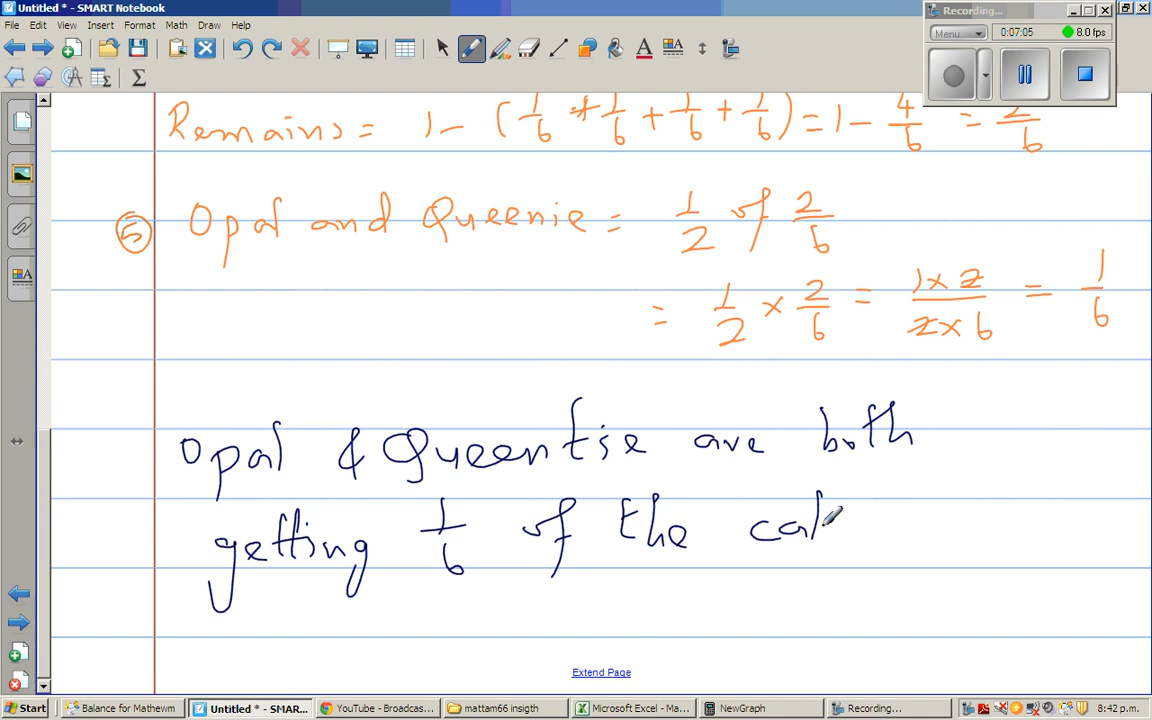 Untitled * - SMART Notebook
File Edit View Insert Format Math Draw Help
Recording...
Menu 0:07:05 8.0 fps
Remains = 1 - (1/6 + 1/6 + 1/6 + 1/6) = 1 - 4/6 = 2/6
5 Opal and Queenie = 1/2 of 2/6
= 1/2 × 2/6 = 1×2/2×6 = 1/6
Opal & Queentie are both
getting 1/6 of the cal
Extend Page
Start Balance for Mathewm Untitled * - SMAR... YouTube - Broadcas... mattam66 insigth Microsoft Excel - Ma... NewGraph Recording... 8:42 p.m.